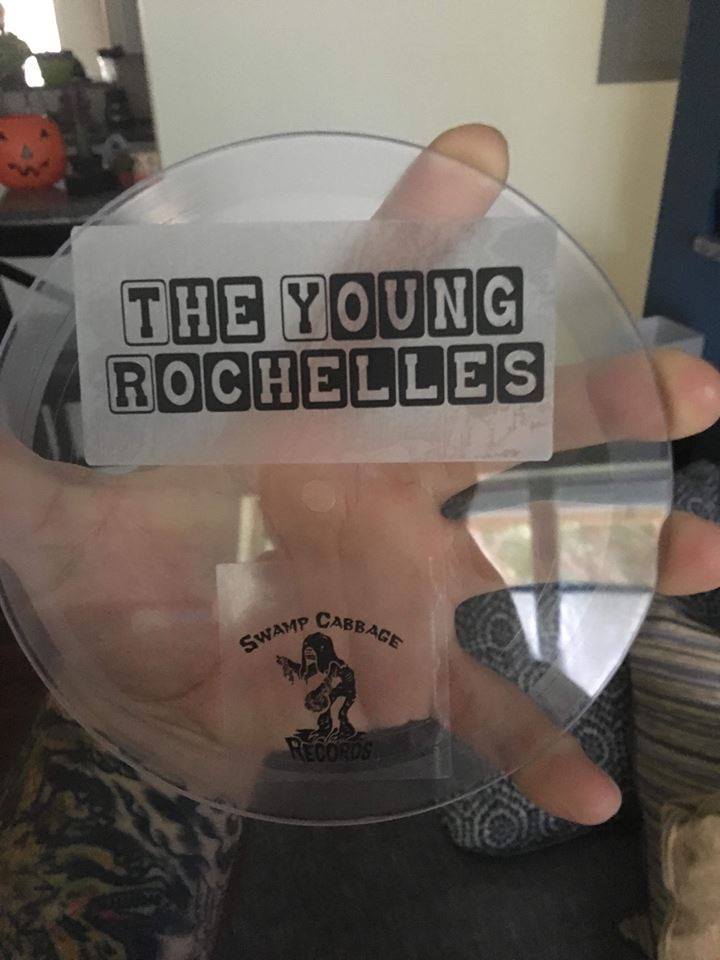 THE YOUNG
ROCHELLES
SWAMP CABBAGE
RECORDS